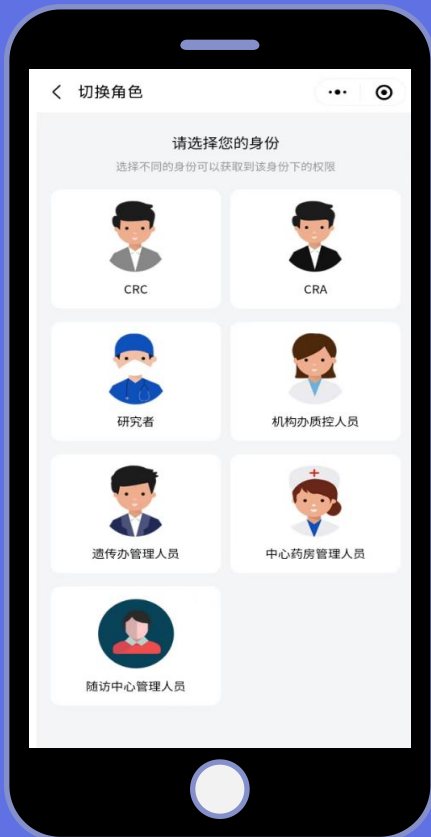 切换角色
请选择您的身份
选择不同的身份可以获取到该身份下的权限
CRC
CRA
研究者
机构办质控人员
遗传办管理人员
中心药房管理人员
随访中心管理人员